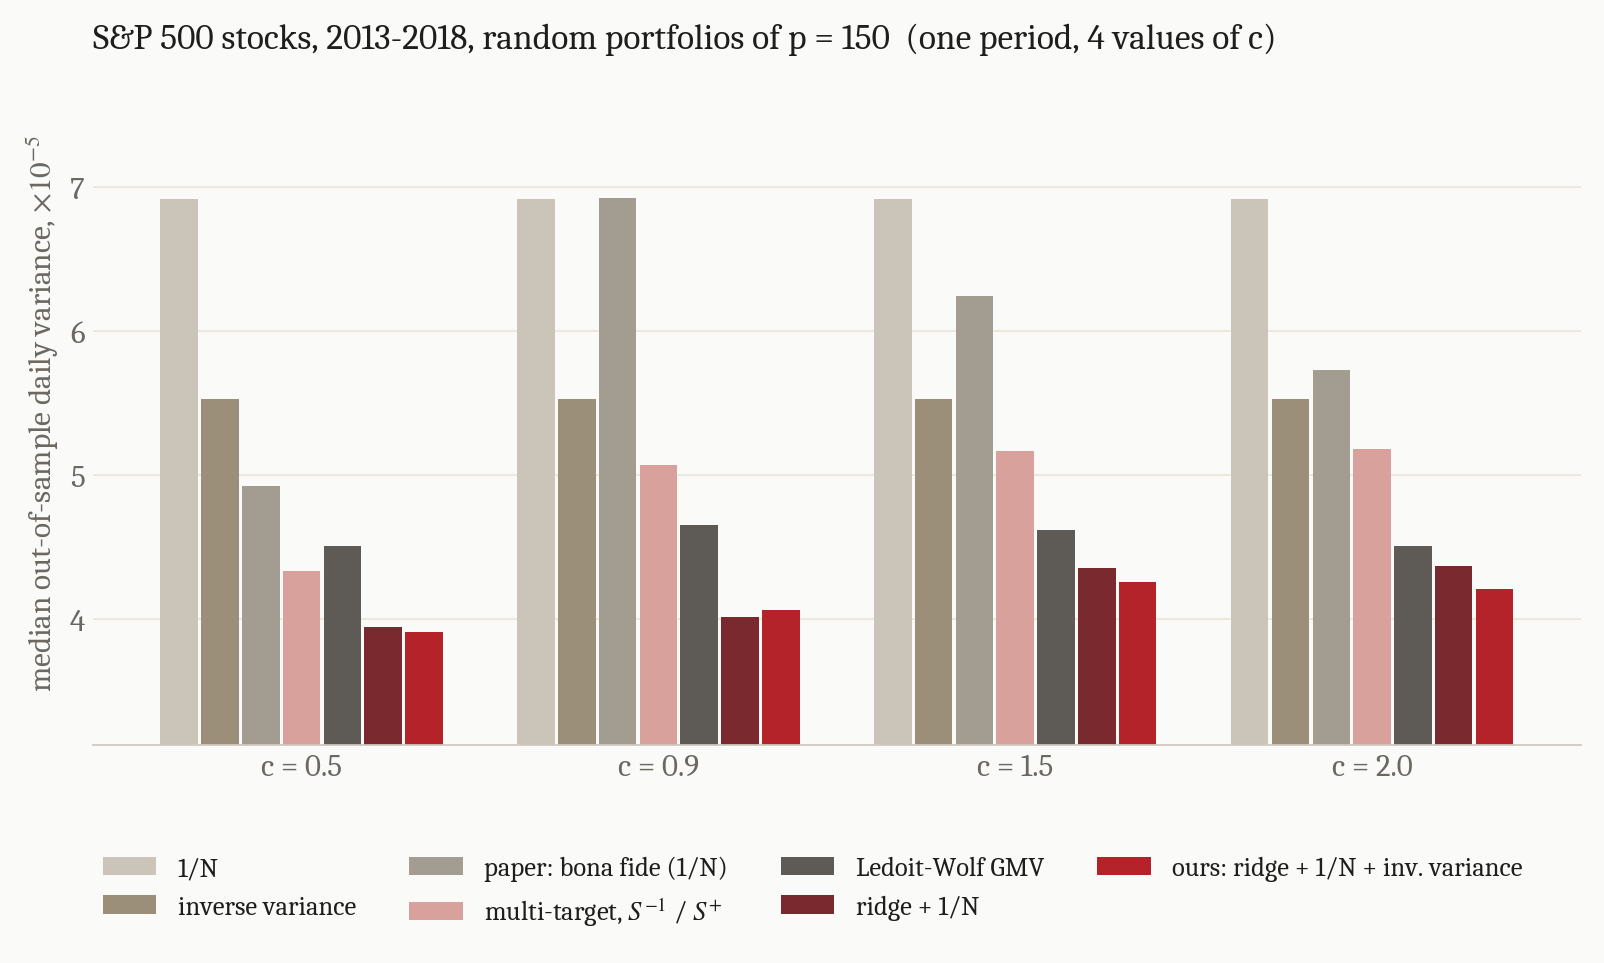 S&P 500 stocks, 2013-2018, random portfolios of p = 150 (one period, 4 values of c)
median out-of-sample daily variance, ×10⁻⁵
7
6
5
4
c = 0.5
c = 0.9
c = 1.5
c = 2.0
1/N
inverse variance
paper: bona fide (1/N)
multi-target, S⁻¹ / S⁺
Ledoit-Wolf GMV
ridge + 1/N
ours: ridge + 1/N + inv. variance